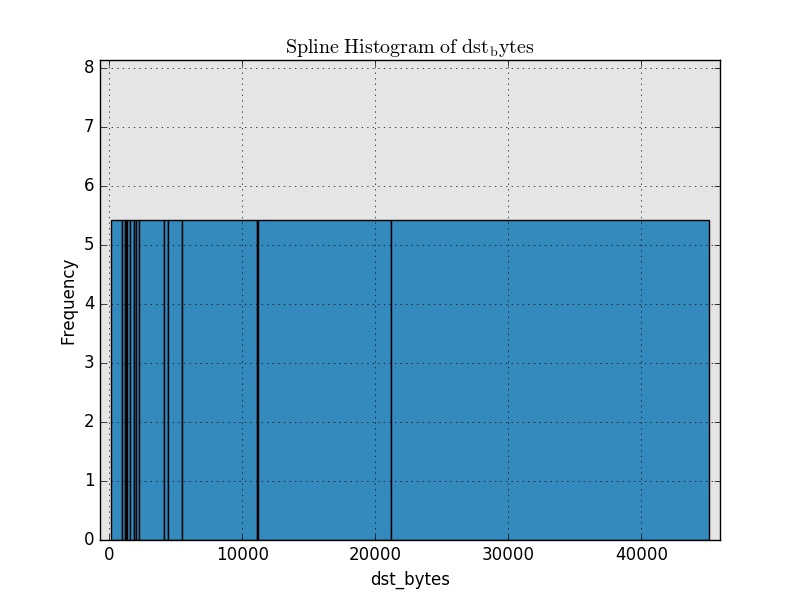 Spline Histogram of dst_bytes
8
7
6
5
4
3
2
1
0
Frequency
0 10000 20000 30000 40000
dst_bytes